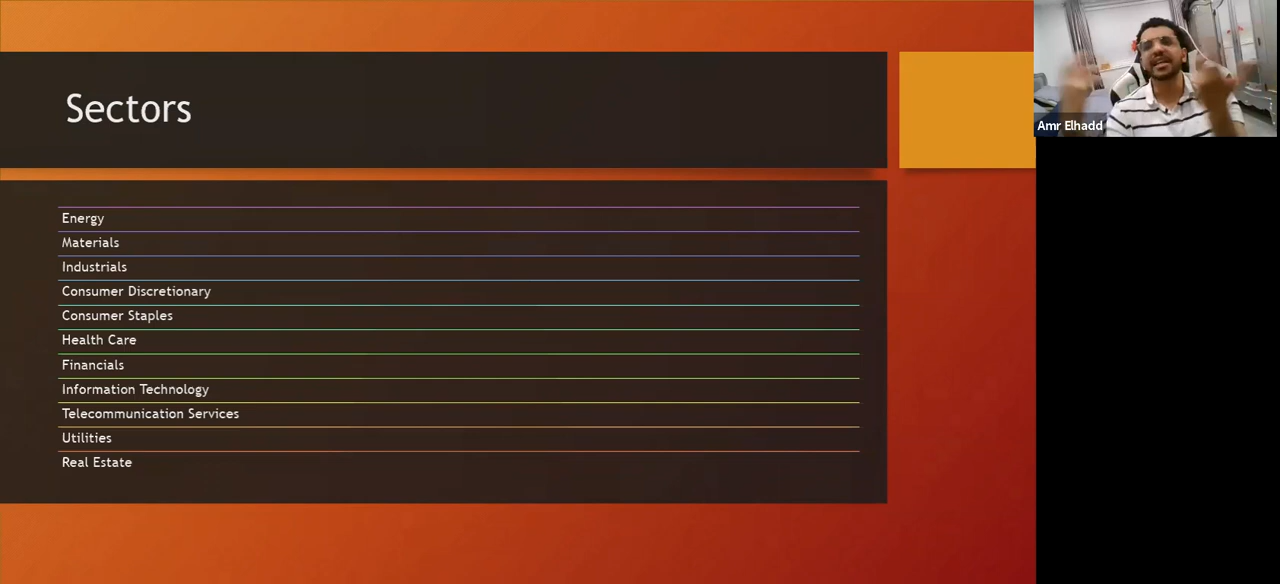 Sectors
Energy
Materials
Industrials
Consumer Discretionary
Consumer Staples
Health Care
Financials
Information Technology
Telecommunication Services
Utilities
Real Estate
Amr Elhadd